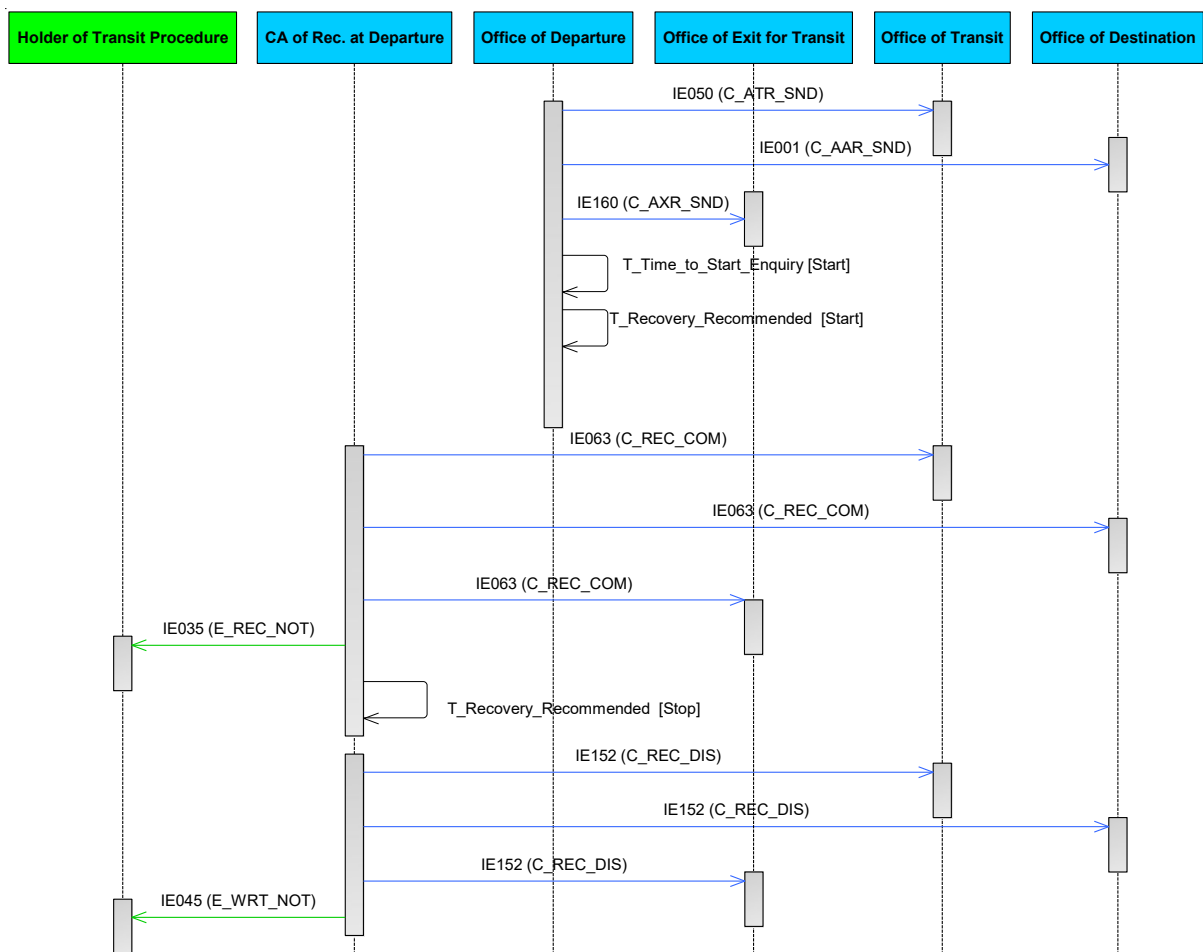 Holder of Transit Procedure
CA of Rec. at Departure
Office of Departure
Office of Exit for Transit
Office of Transit
Office of Destination
IE050 (C_ATR_SND)
IE001 (C_AAR_SND)
IE160 (C_AXR_SND)
T_Time_to_Start_Enquiry [Start]
T_Recovery_Recommended [Start]
IE063 (C_REC_COM)
IE063 (C_REC_COM)
IE063 (C_REC_COM)
IE035 (E_REC_NOT)
T_Recovery_Recommended [Stop]
IE152 (C_REC_DIS)
IE152 (C_REC_DIS)
IE152 (C_REC_DIS)
IE045 (E_WRT_NOT)